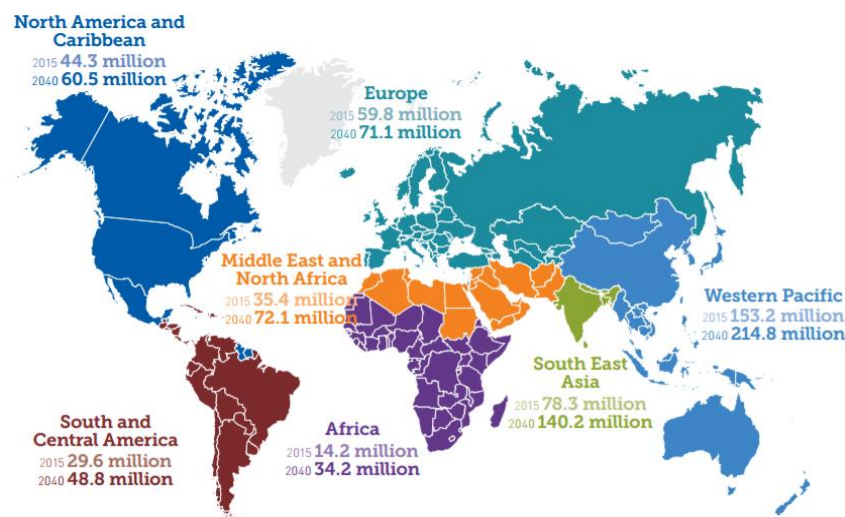 North America and
Caribbean
2015 44.3 million
2040 60.5 million
Europe
2015 59.8 million
2040 71.1 million
Middle East and
North Africa
2015 35.4 million
2040 72.1 million
Western Pacific
2015 153.2 million
2040 214.8 million
South East
Asia
2015 78.3 million
2040 140.2 million
South and
Central America
2015 29.6 million
2040 48.8 million
Africa
2015 14.2 million
2040 34.2 million